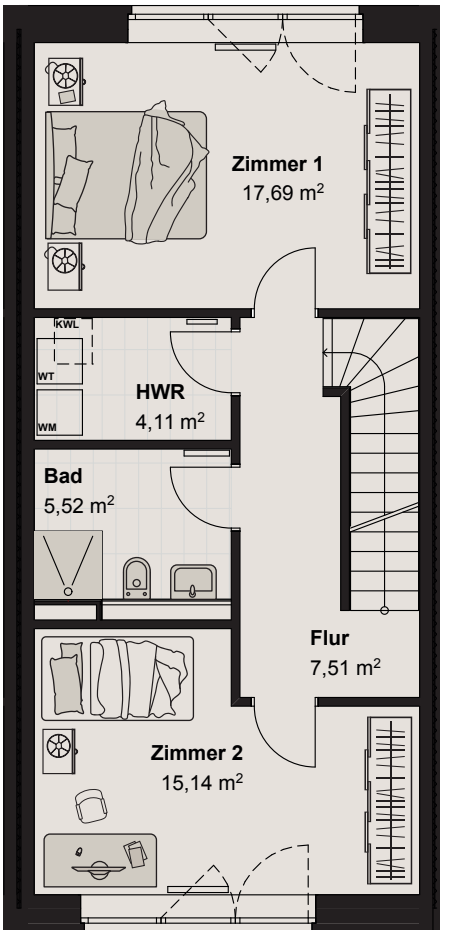 Zimmer 1
17,69 m²
KWL
WT
WM
HWR
4,11 m²
Bad
5,52 m²
Flur
7,51 m²
Zimmer 2
15,14 m²